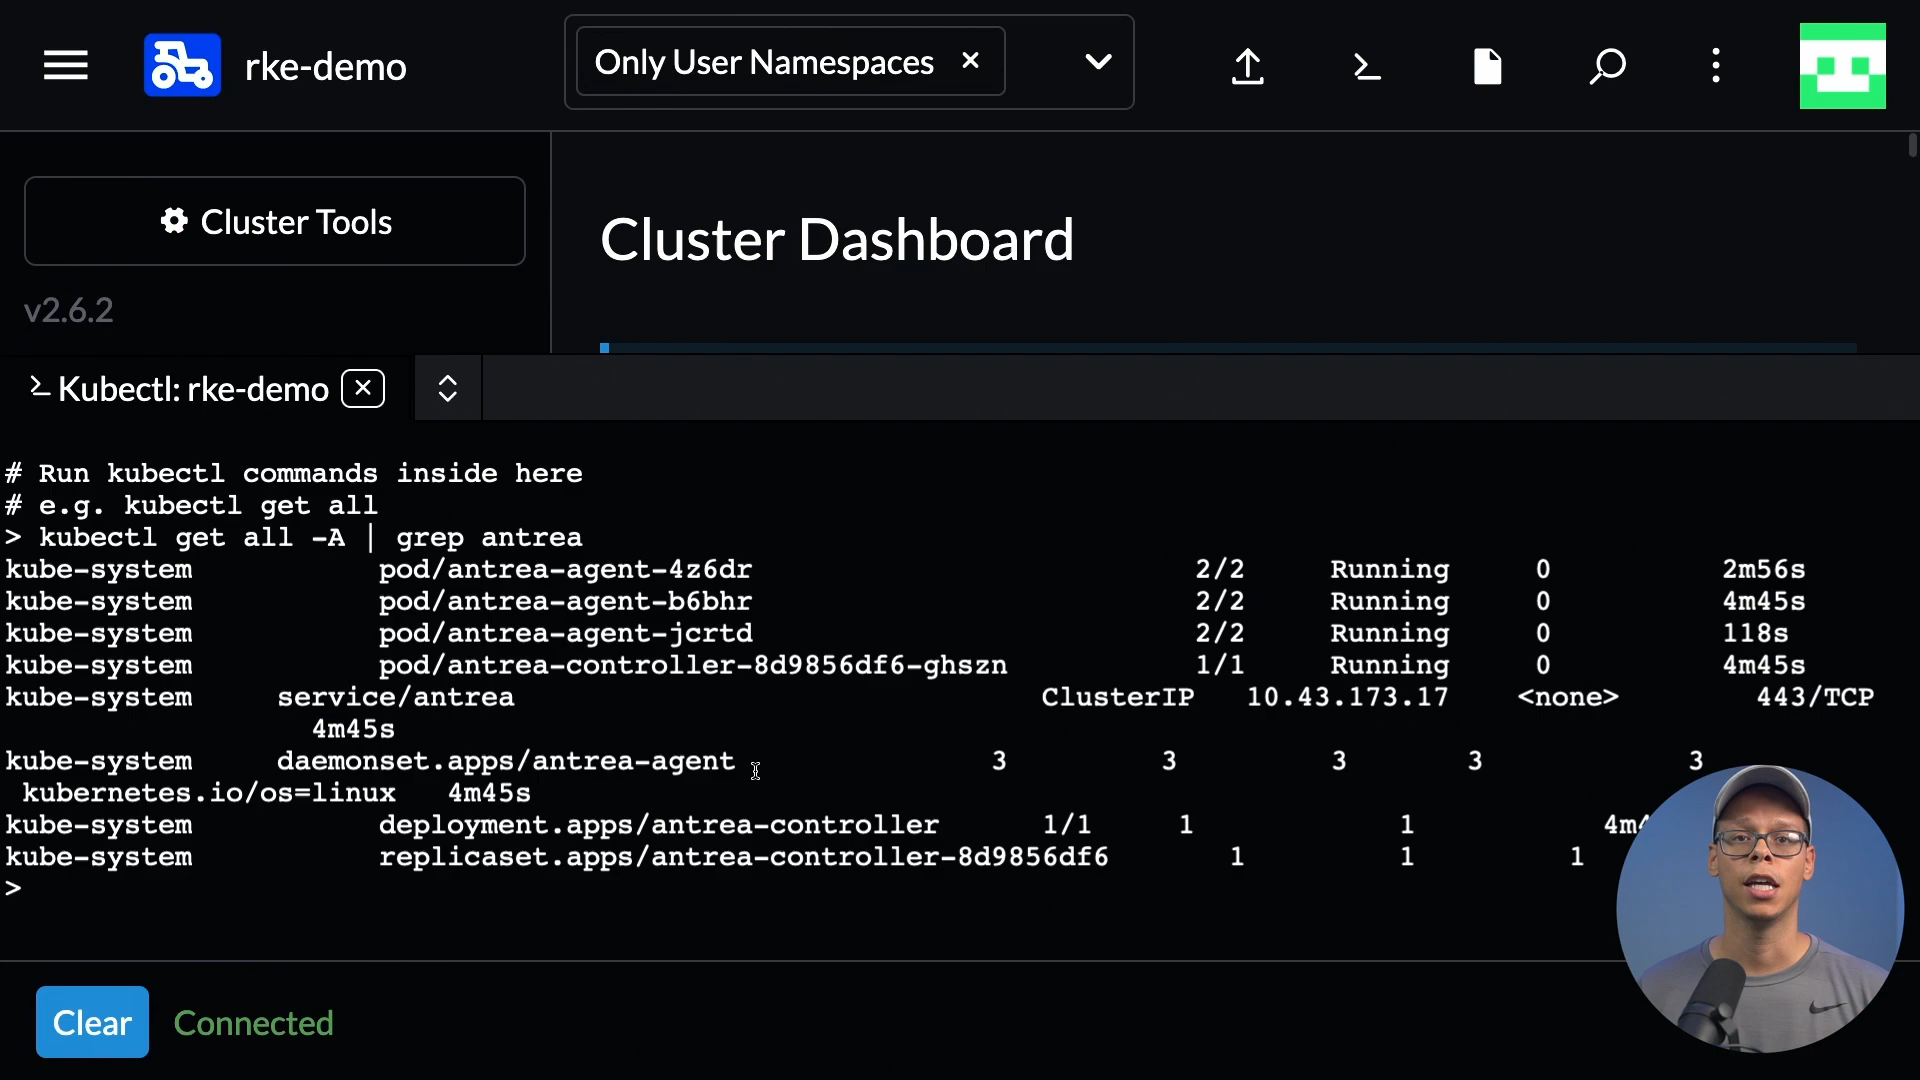 rke-demo
Only User Namespaces
Cluster Tools
v2.6.2
Cluster Dashboard
Kubectl: rke-demo
# Run kubectl commands inside here
# e.g. kubectl get all
> kubectl get all -A | grep antrea
kube-system pod/antrea-agent-4z6dr 2/2 Running 0 2m56s
kube-system pod/antrea-agent-b6bhr 2/2 Running 0 4m45s
kube-system pod/antrea-agent-jcrtd 2/2 Running 0 118s
kube-system pod/antrea-controller-8d9856df6-ghszn 1/1 Running 0 4m45s
kube-system service/antrea ClusterIP 10.43.173.17 <none> 443/TCP
4m45s
kube-system daemonset.apps/antrea-agent 3 3 3 3 3
kubernetes.io/os=linux 4m45s
kube-system deployment.apps/antrea-controller 1/1 1 1
kube-system replicaset.apps/antrea-controller-8d9856df6 1 1 1
>
Clear
Connected